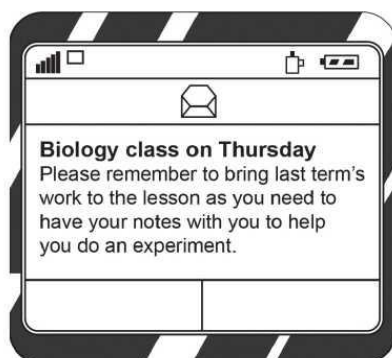 Biology class on Thursday
Please remember to bring last term's
work to the lesson as you need to
have your notes with you to help
you do an experiment.